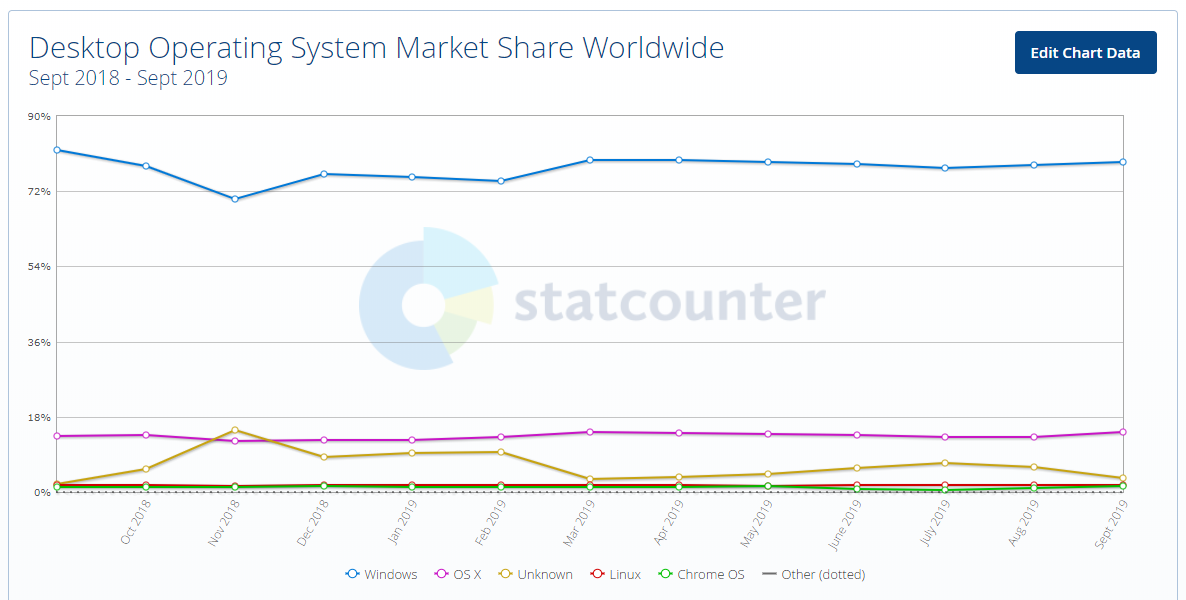 Desktop Operating System Market Share Worldwide
Sept 2018 - Sept 2019
Edit Chart Data
90%
72%
54%
36%
18%
0%
statcounter
Oct 2018
Nov 2018
Dec 2018
Jan 2019
Feb 2019
Mar 2019
Apr 2019
May 2019
June 2019
July 2019
Aug 2019
Sept 2019
Windows OS X Unknown Linux Chrome OS Other (dotted)